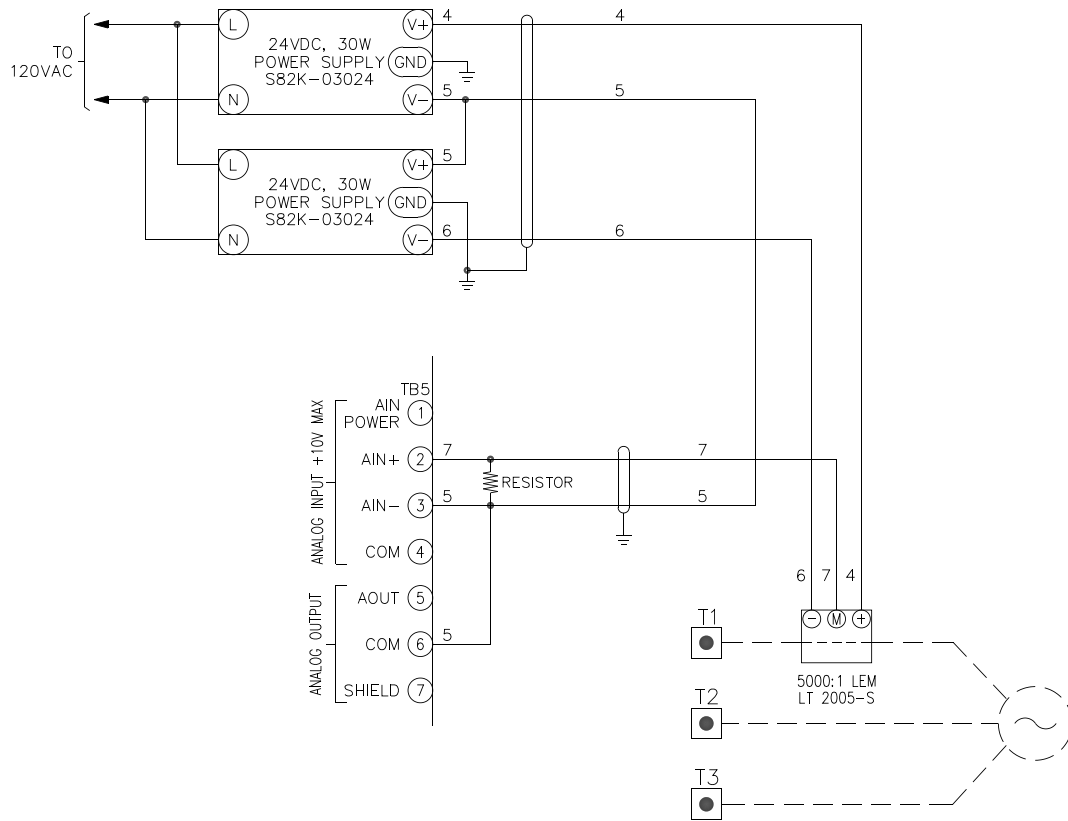 TO
120VAC
L
N
24VDC, 30W
POWER SUPPLY
S82K-03024
V+
GND
V-
4
4
5
5
L
N
24VDC, 30W
POWER SUPPLY
S82K-03024
V+
GND
V-
5
6
6
TB5
ANALOG INPUT +10V MAX
AIN
POWER
1
AIN+
2
7
7
RESISTOR
AIN-
3
5
5
COM
4
ANALOG OUTPUT
AOUT
5
COM
6
5
SHIELD
7
6 7 4
- M +
5000:1 LEM
LT 2005-S
T1
T2
T3